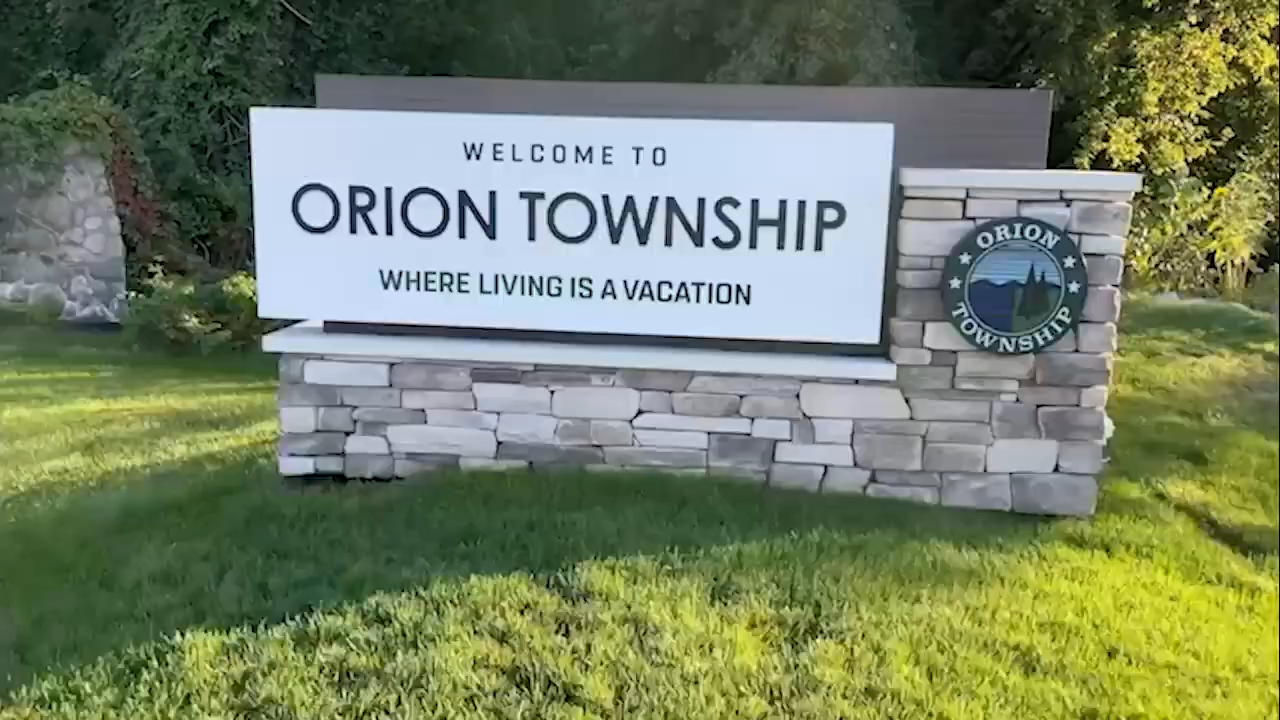 WELCOME TO
ORION TOWNSHIP
WHERE LIVING IS A VACATION
ORION
TOWNSHIP